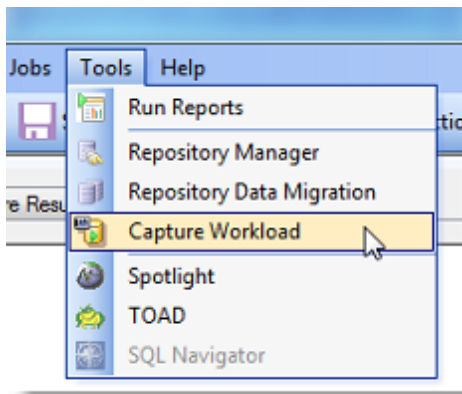 Jobs Tools Help
Run Reports
Repository Manager
Repository Data Migration
Capture Workload
Spotlight
TOAD
SQL Navigator